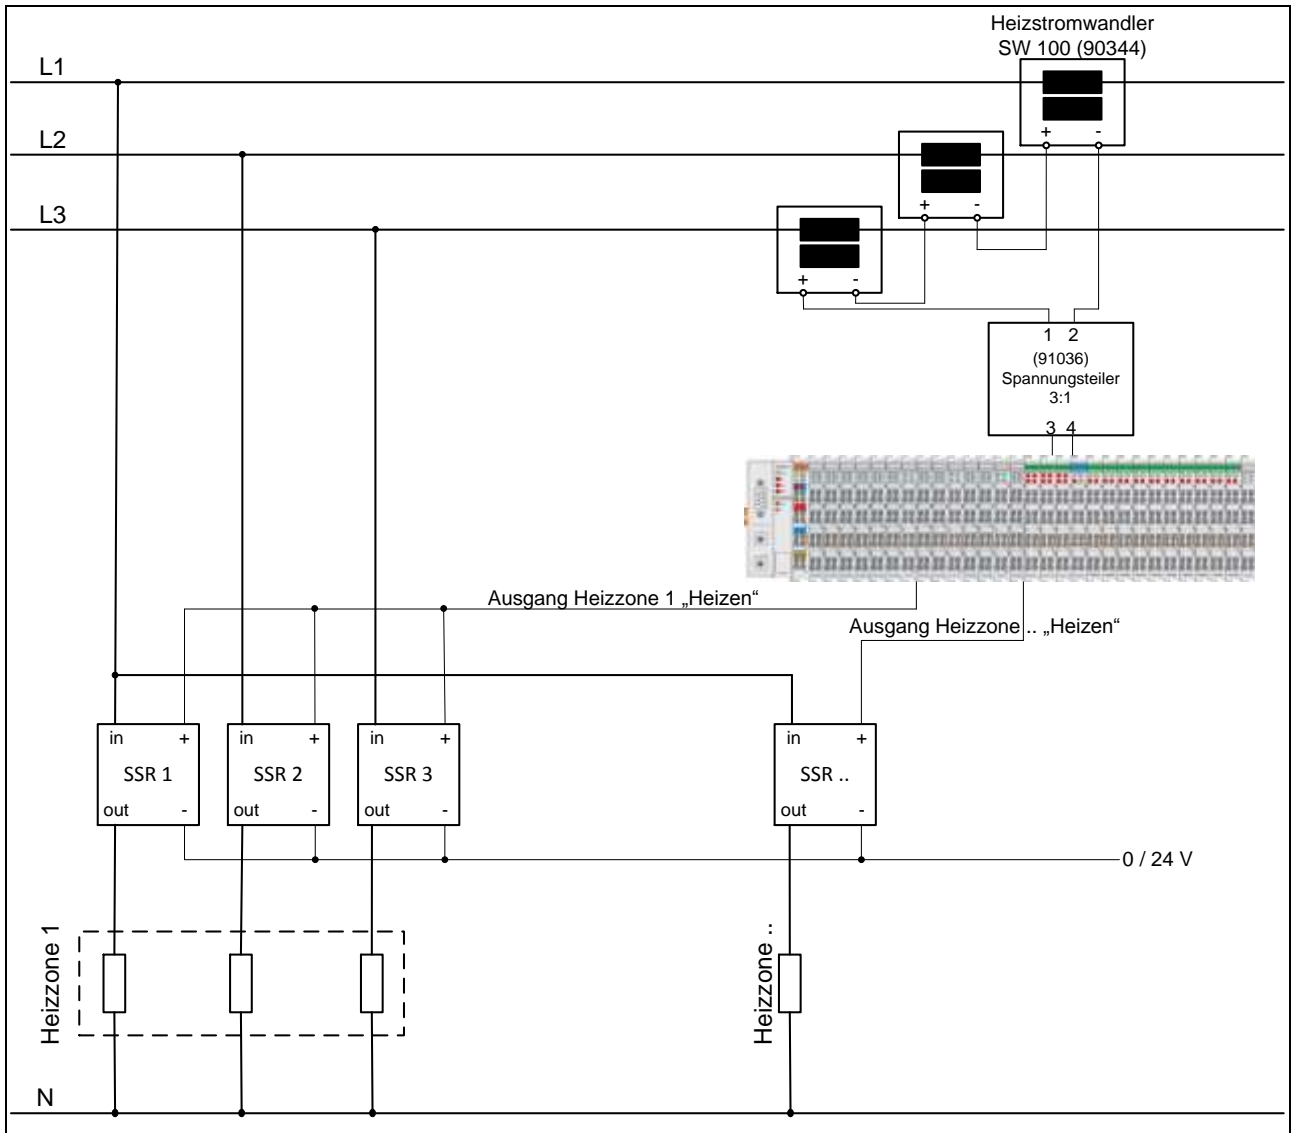 Heizstromwandler
SW 100 (90344)
L1
+ -
L2
+ -
L3
+ -
1 2
(91036)
Spannungsteiler
3:1
3 4
Ausgang Heizzone 1 „Heizen“
Ausgang Heizzone .. „Heizen“
in +
SSR 1
out -
in +
SSR 2
out -
in +
SSR 3
out -
in +
SSR ..
out -
0 / 24 V
Heizzone 1
Heizzone ..
N